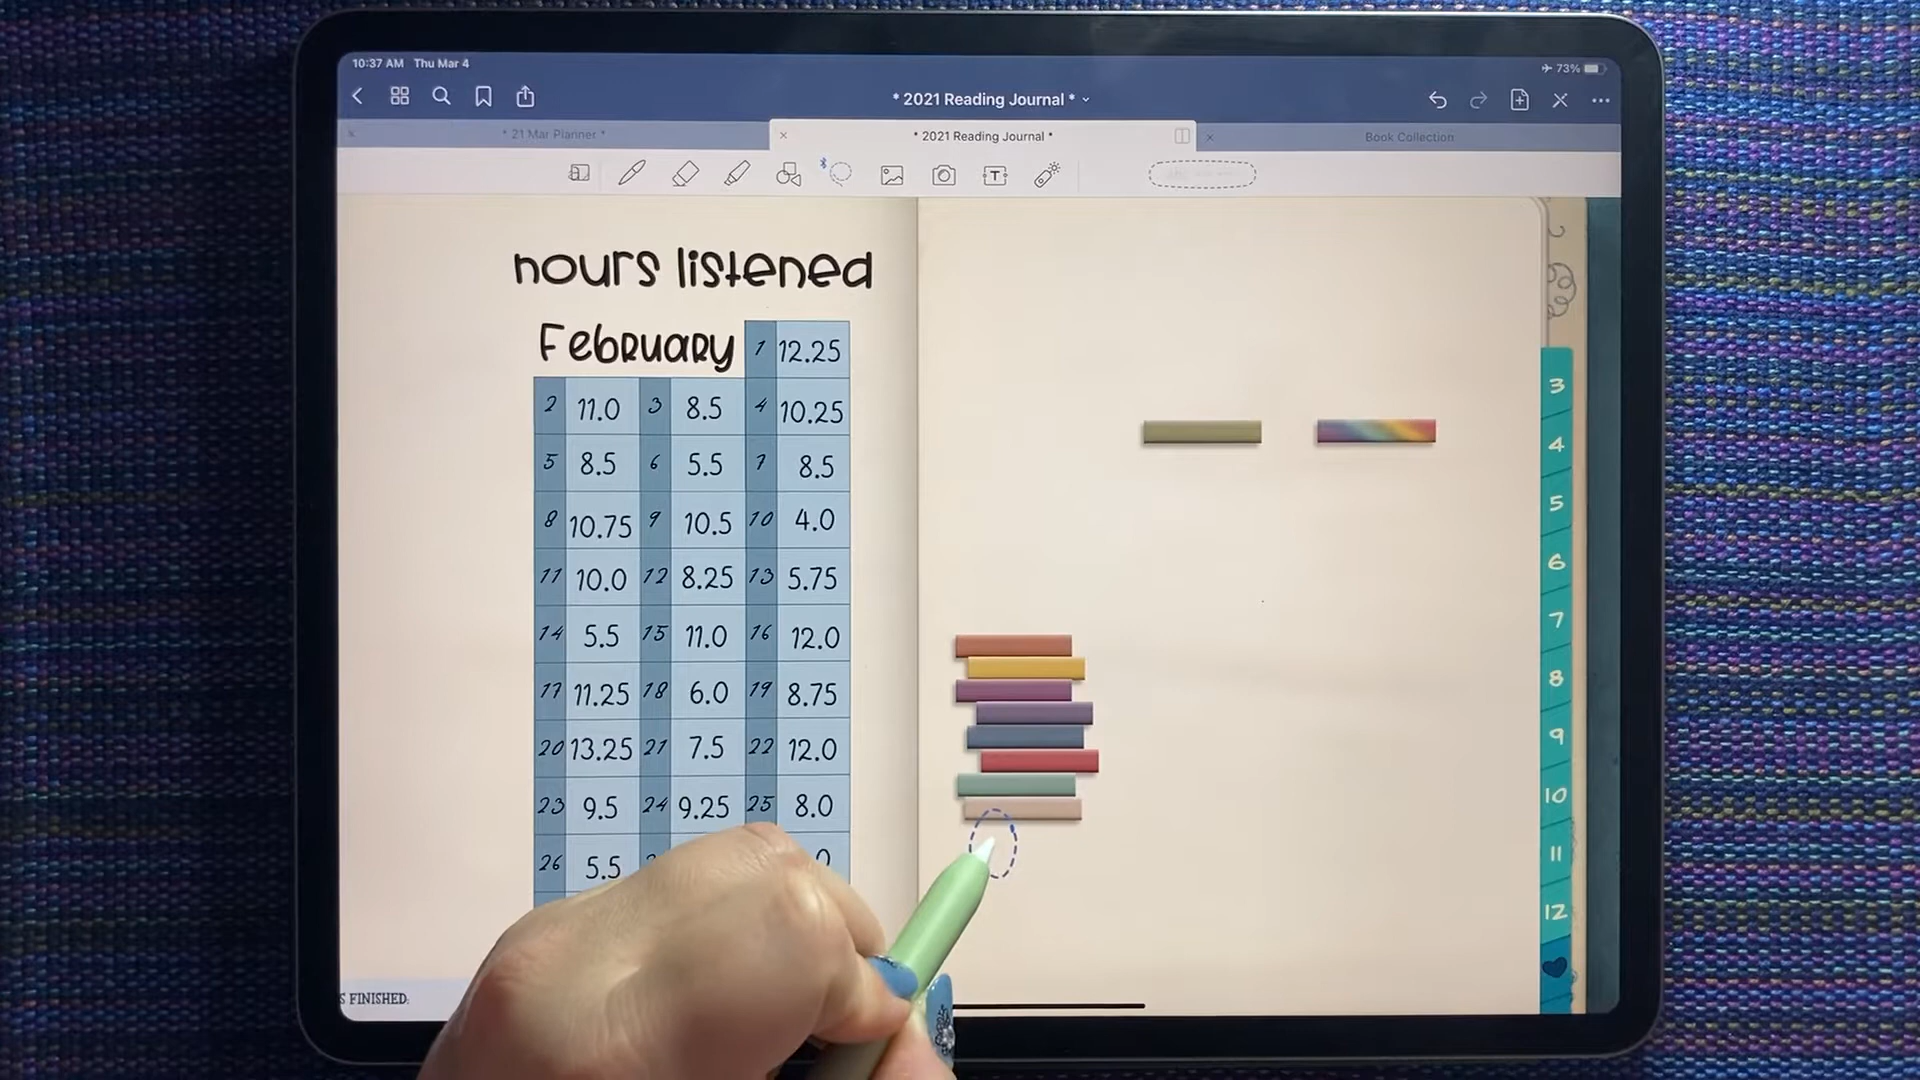 10:37 AM Thu Mar 4
73%
* 2021 Reading Journal *
* 21 Mar Planner *
* 2021 Reading Journal *
Book Collection
T
hours listened
February 1 12.25
2 11.0 3 8.5 4 10.25
5 8.5 6 5.5 7 8.5
8 10.75 9 10.5 10 4.0
11 10.0 12 8.25 13 5.75
14 5.5 15 11.0 16 12.0
17 11.25 18 6.0 19 8.75
20 13.25 21 7.5 22 12.0
23 9.5 24 9.25 25 8.0
26 5.5
S FINISHED:
3
4
5
6
7
8
9
10
11
12